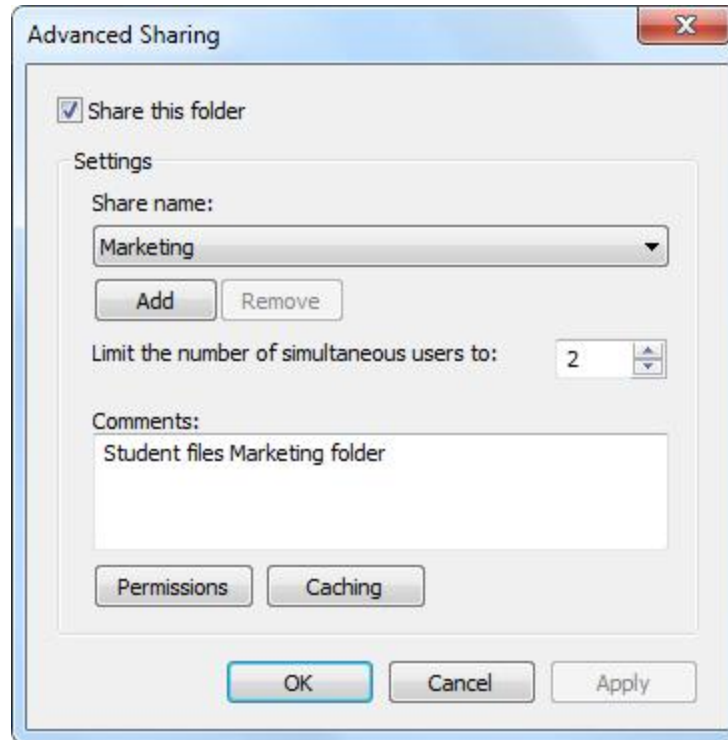 Advanced Sharing
Share this folder
Settings
Share name:
Marketing
Add Remove
Limit the number of simultaneous users to: 2
Comments:
Student files Marketing folder
Permissions Caching
OK Cancel Apply